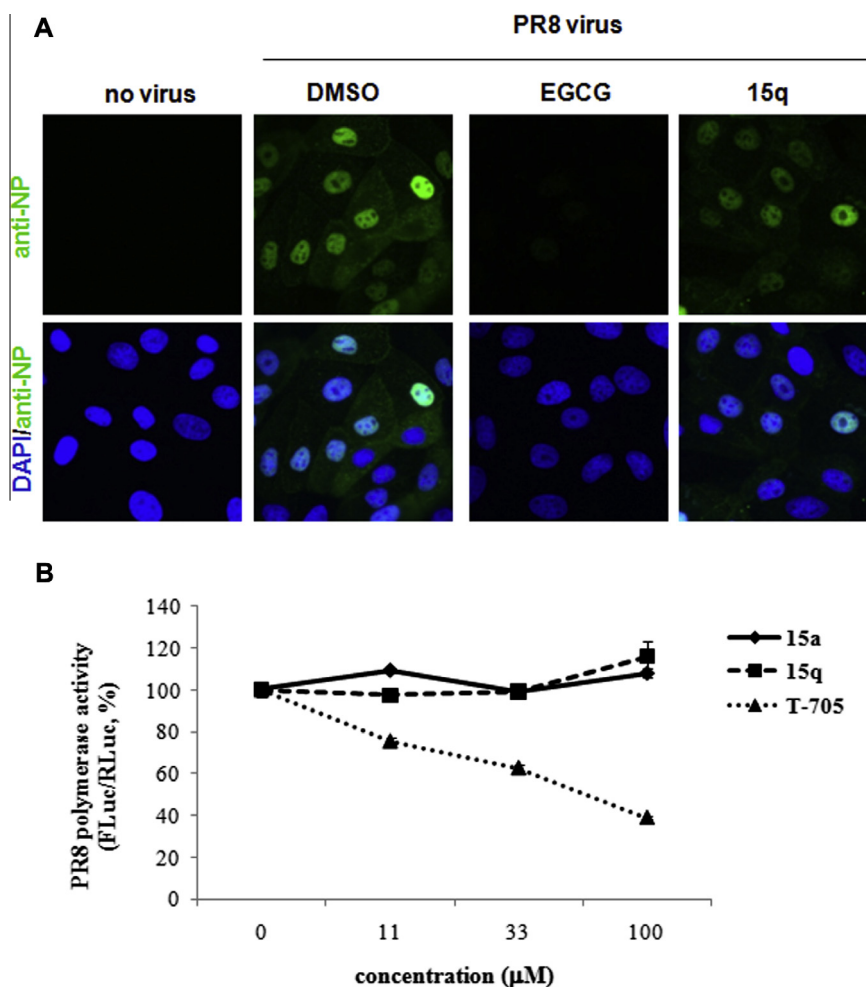 A
PR8 virus
no virus
DMSO
EGCG
15q
anti-NP
DAPI/anti-NP
B
PR8 polymerase activity
(FLuc/RLuc, %)
140
120
100
80
60
40
20
0
0
11
33
100
concentration (μM)
15a
15q
T-705